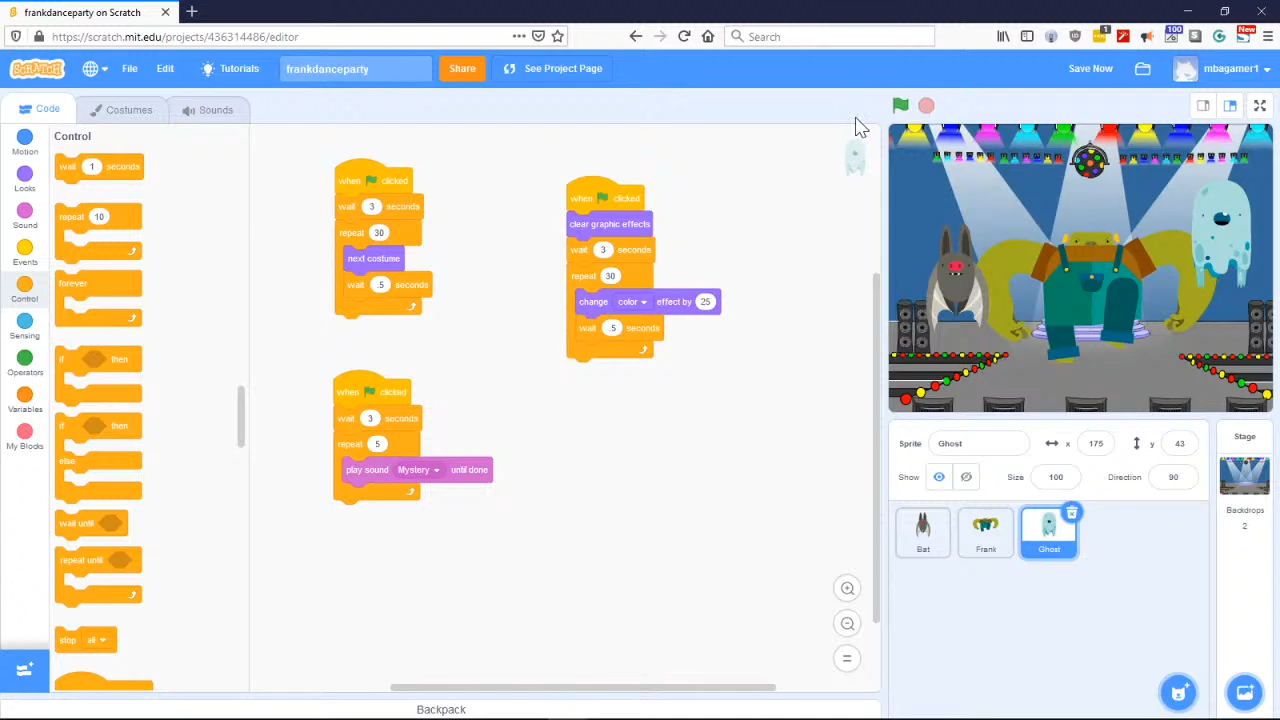 frankdanceparty on Scratch
https://scratch.mit.edu/projects/436314486/editor
Search
1
100
New
SCRATCH
File
Edit
Tutorials
frankdanceparty
Share
See Project Page
Save Now
mbagamer1
Code
Costumes
Sounds
Motion
Looks
Sound
Events
Control
Sensing
Operators
Variables
My Blocks
Control
wait 1 seconds
repeat 10
forever
if then
if then
else
wait until
repeat until
stop all
when clicked
wait 3 seconds
repeat 30
next costume
wait .5 seconds
when clicked
wait 3 seconds
repeat 5
play sound Mystery until done
when clicked
clear graphic effects
wait 3 seconds
repeat 30
change color effect by 25
wait .5 seconds
Sprite Ghost x 175 y 43
Show Size 100 Direction 90
Bat
Frank
Ghost
Stage
Backdrops
2
Backpack